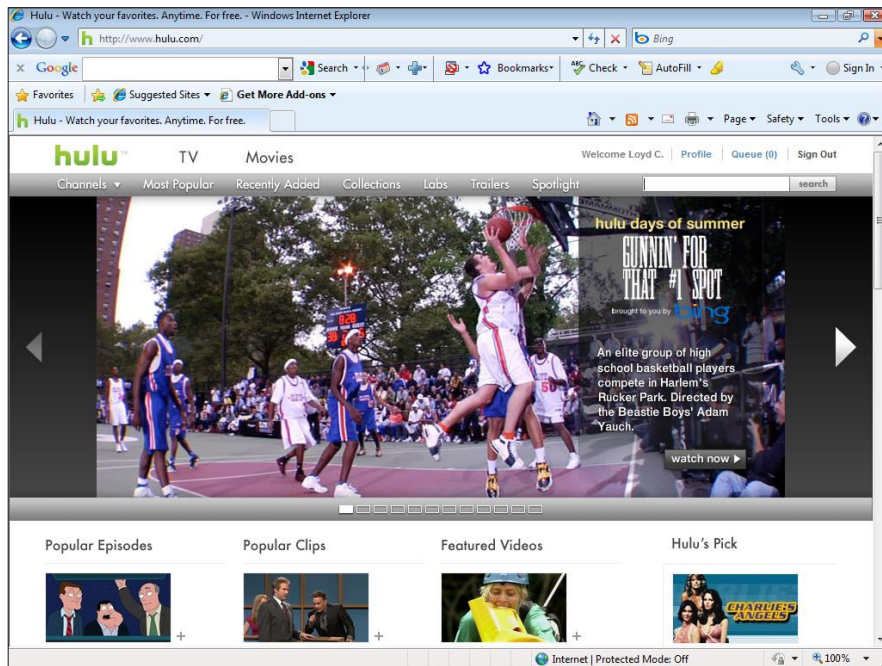 Hulu - Watch your favorites. Anytime. For free. - Windows Internet Explorer
http://www.hulu.com/
Bing
x Google Search Bookmarks ABC Check AutoFill Sign In
Favorites Suggested Sites Get More Add-ons
Hulu - Watch your favorites. Anytime. For free. Page Safety Tools
hulu TV Movies Welcome Loyd C. Profile Queue (0) Sign Out
Channels Most Popular Recently Added Collections Labs Trailers Spotlight search
hulu days of summer
GUNNIN' FOR
THAT #1 SPOT
brought to you by bing
An elite group of high
school basketball players
compete in Harlem's
Rucker Park. Directed by
the Beastie Boys' Adam
Yauch.
watch now
Popular Episodes Popular Clips Featured Videos Hulu's Pick
CHARLIE'S
ANGELS
Internet | Protected Mode: Off 100%